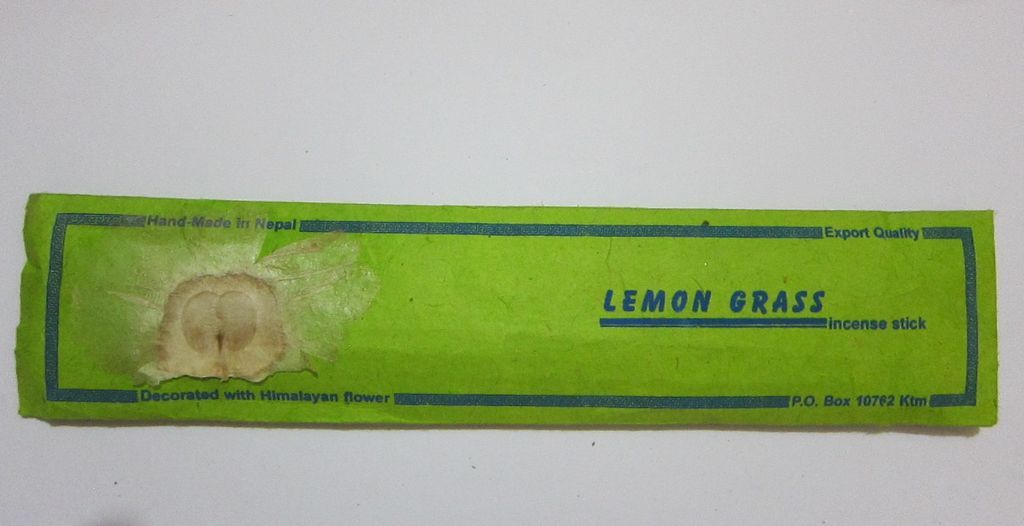 Hand-Made in Nepal
Export Quality
LEMON GRASS
incense stick
Decorated with Himalayan flower
P.O. Box 10762 Ktm